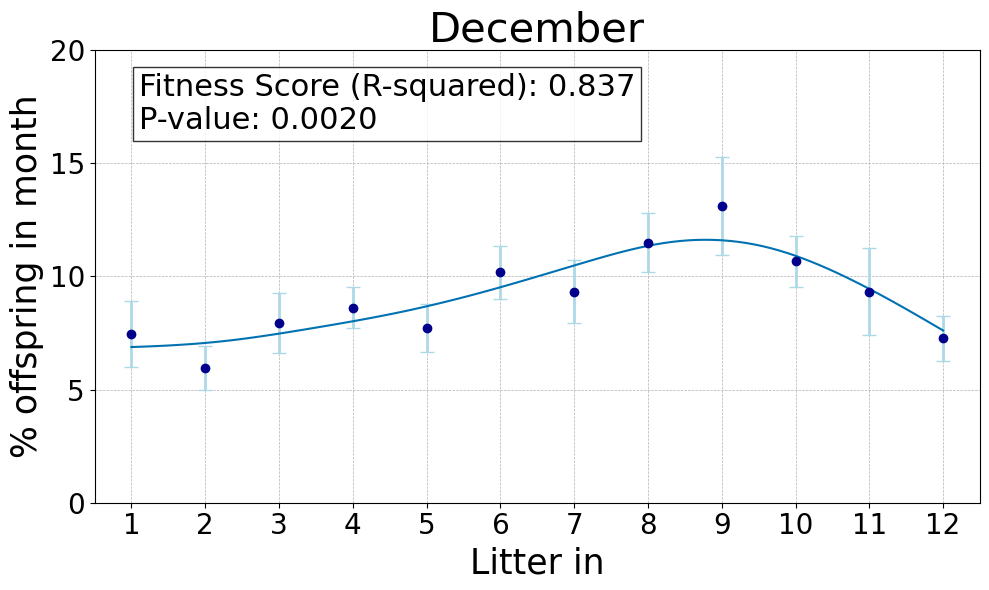 December
Fitness Score (R-squared): 0.837
P-value: 0.0020
% offspring in month
20
15
10
5
0
1 2 3 4 5 6 7 8 9 10 11 12
Litter in